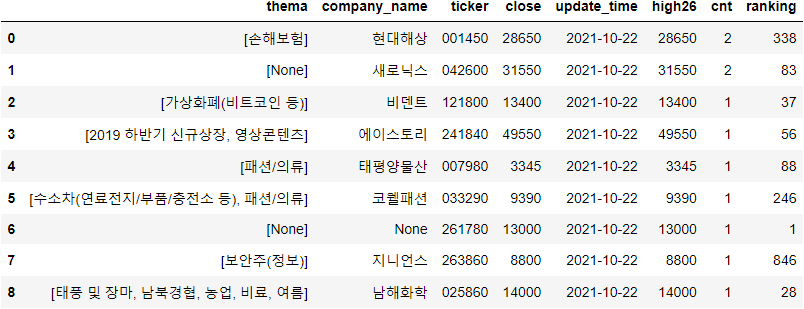 thema company_name ticker close update_time high26 cnt ranking
0 [손해보험] 현대해상 001450 28650 2021-10-22 28650 2 338
1 [None] 새로닉스 042600 31550 2021-10-22 31550 2 83
2 [가상화폐(비트코인 등)] 비덴트 121800 13400 2021-10-22 13400 1 37
3 [2019 하반기 신규상장, 영상콘텐츠] 에이스토리 241840 49550 2021-10-22 49550 1 56
4 [패션/의류] 태평양물산 007980 3345 2021-10-22 3345 1 88
5 [수소차(연료전지/부품/충전소 등), 패션/의류] 코웰패션 033290 9390 2021-10-22 9390 1 246
6 [None] None 261780 13000 2021-10-22 13000 1 1
7 [보안주(정보)] 지니언스 263860 8800 2021-10-22 8800 1 846
8 [태풍 및 장마, 남북경협, 농업, 비료, 여름] 남해화학 025860 14000 2021-10-22 14000 1 28